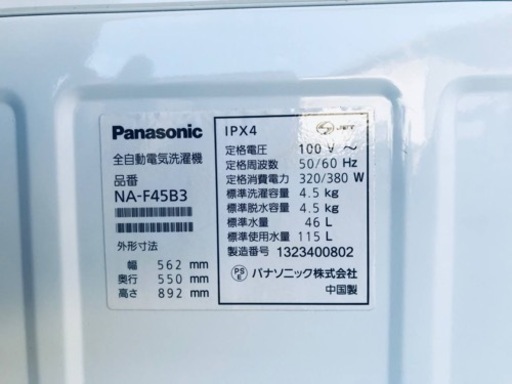 Panasonic
全自動電気洗濯機
品番
NA-F45B3
外形寸法
幅 562 mm
奥行 550 mm
高さ 892 mm
IPX4
JET
定格電圧 100 V ～
定格周波数 50/60 Hz
定格消費電力 320/380 W
標準洗濯容量 4.5 kg
標準脱水容量 4.5 kg
標準水量 46 L
標準使用水量 115 L
製造番号 1323400802
PS E パナソニック株式会社
中国製